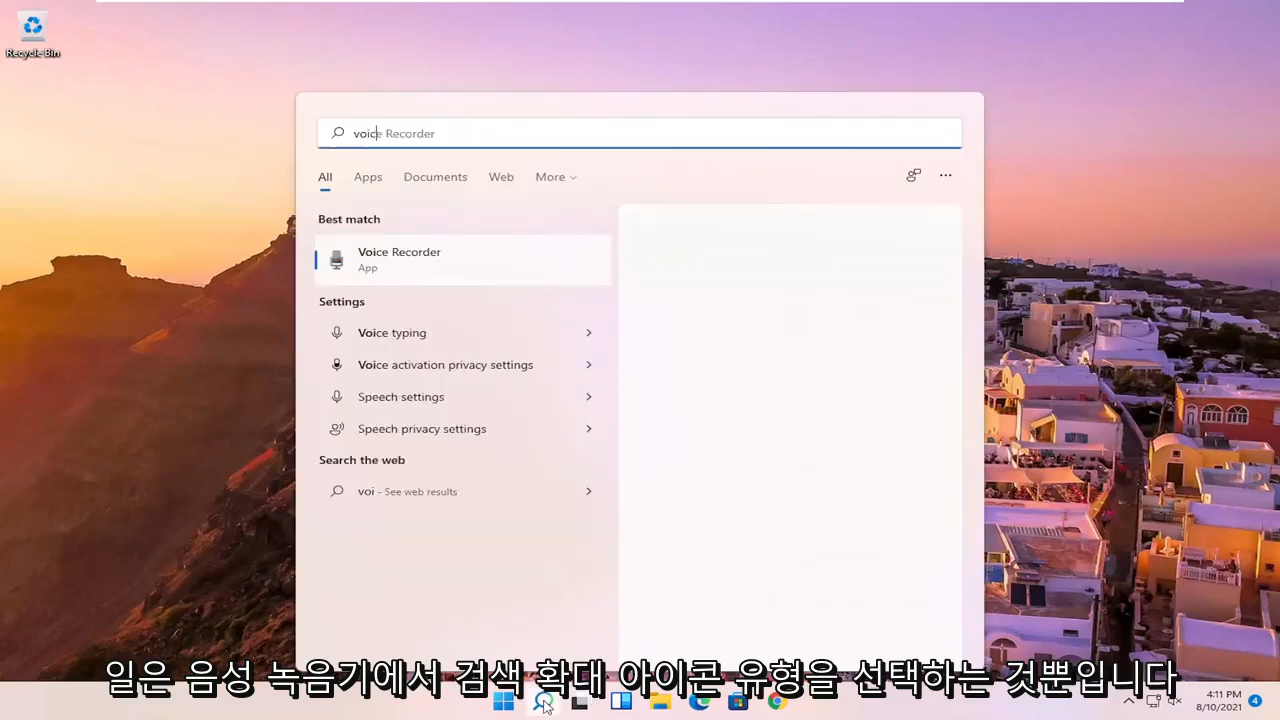 Recycle Bin
voice Recorder
All Apps Documents Web More
Best match
Voice Recorder
App
Settings
Voice typing
Voice activation privacy settings
Speech settings
Speech privacy settings
Search the web
voi - See web results
일은 음성 녹음기에서 검색 확대 아이콘 유형을 선택하는 것뿐입니다
4:11 PM
8/10/2021
4